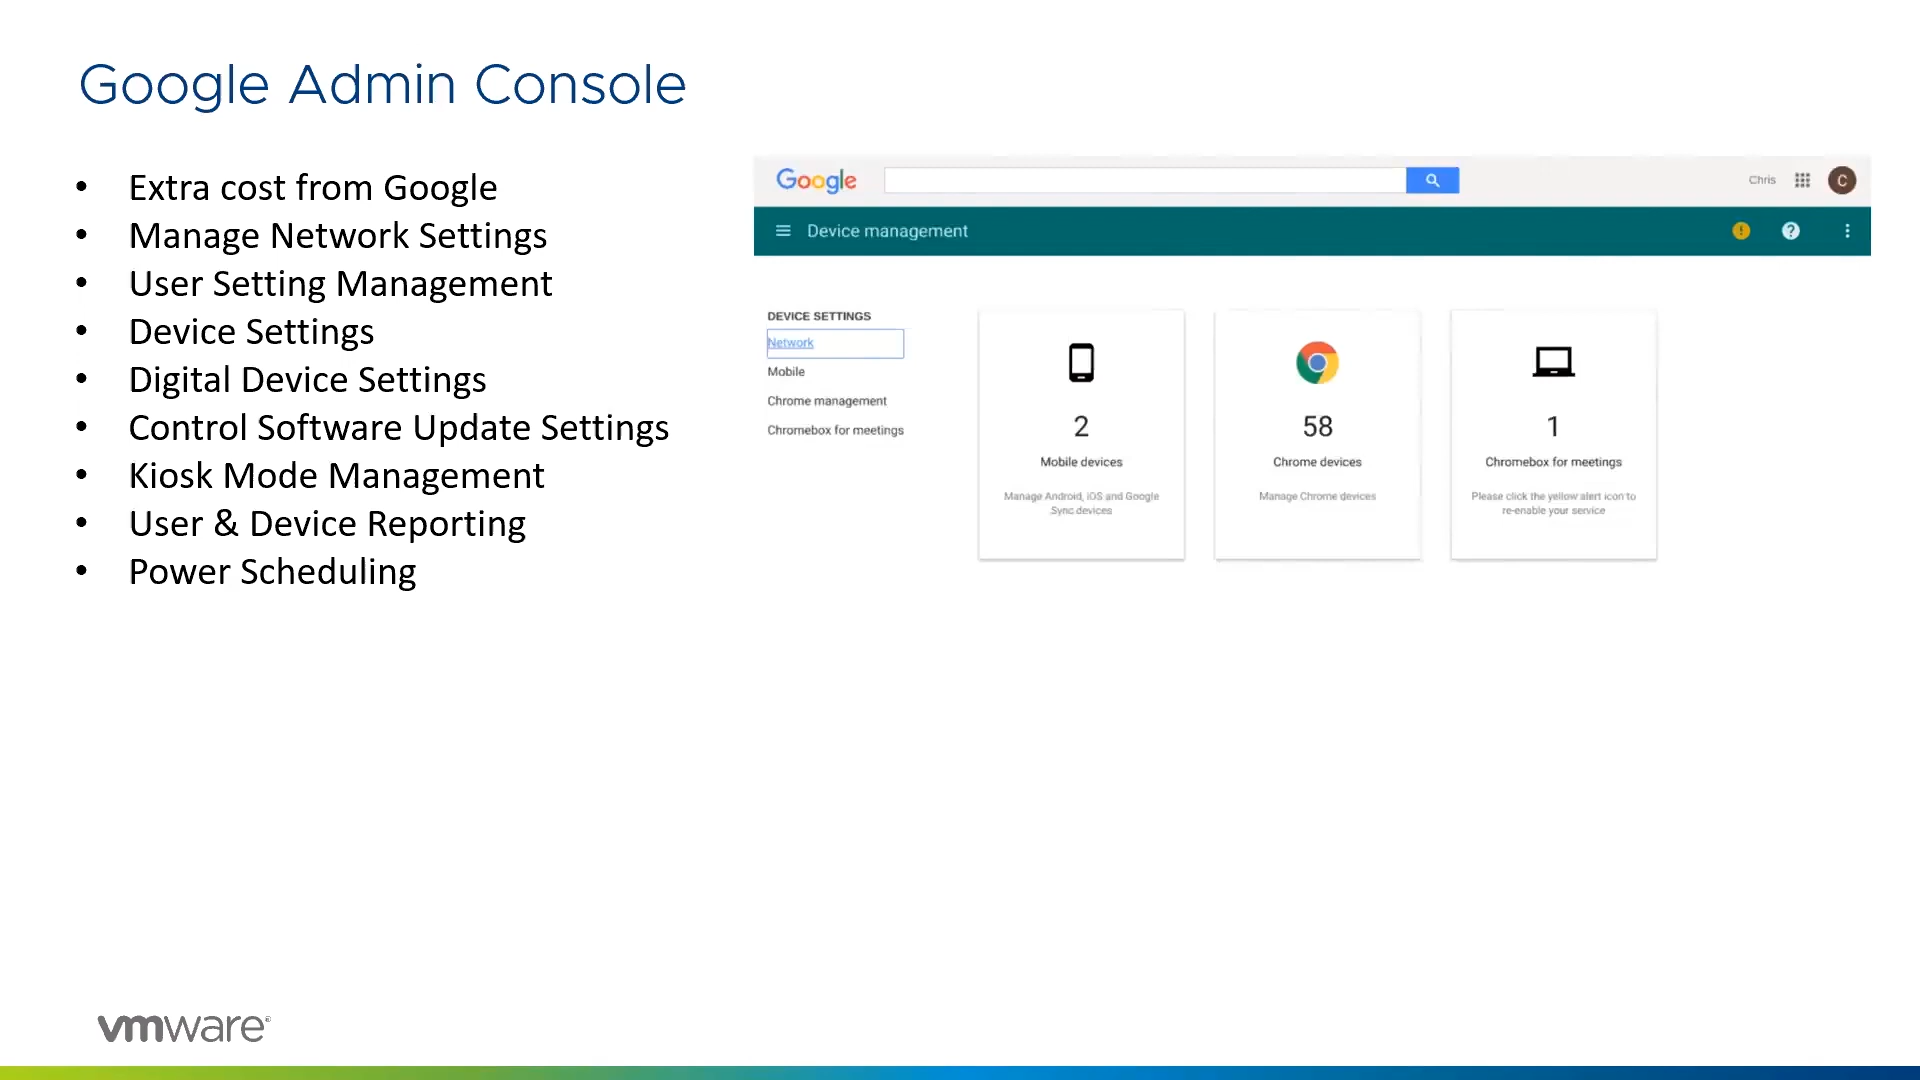 Google Admin Console
• Extra cost from Google
• Manage Network Settings
• User Setting Management
• Device Settings
• Digital Device Settings
• Control Software Update Settings
• Kiosk Mode Management
• User & Device Reporting
• Power Scheduling
Google
Chris
C
Device management
DEVICE SETTINGS
Network
Mobile
Chrome management
Chromebox for meetings
2
Mobile devices
Manage Android, iOS and Google
Sync devices
58
Chrome devices
Manage Chrome devices
1
Chromebox for meetings
Please click the yellow alert icon to
re-enable your service
vmware®